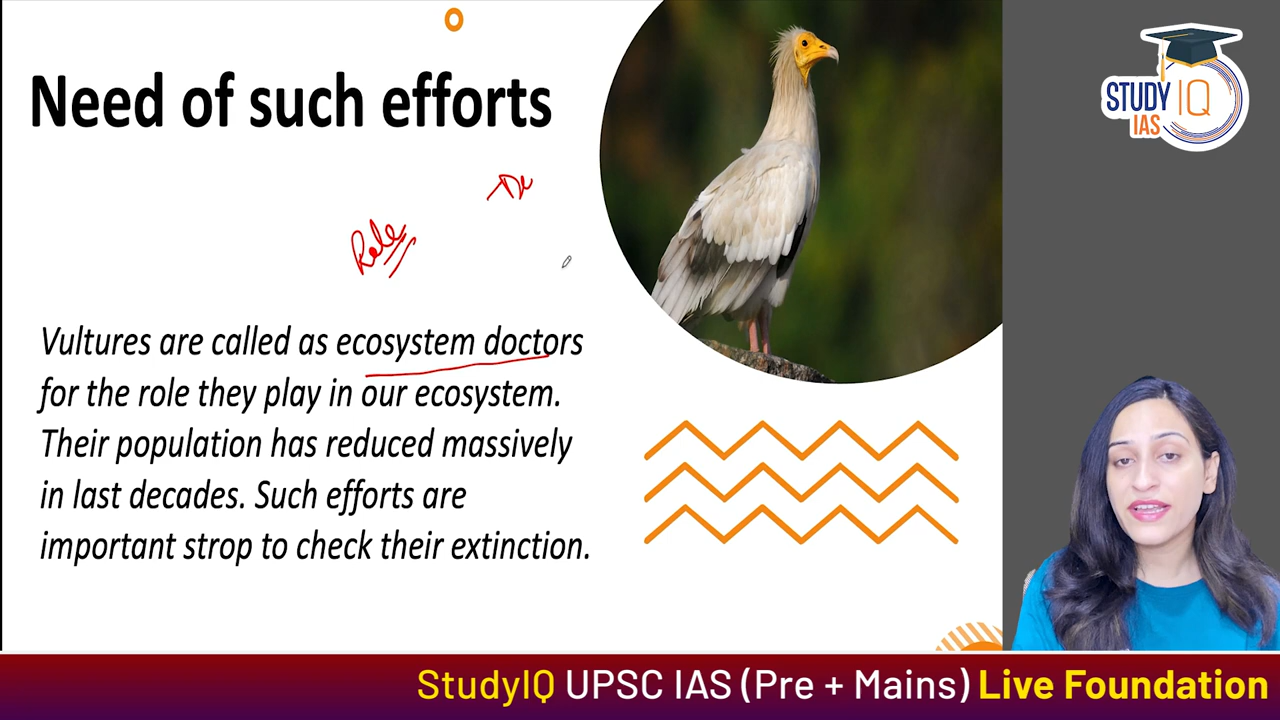 Need of such efforts
Role
Vultures are called as ecosystem doctors
for the role they play in our ecosystem.
Their population has reduced massively
in last decades. Such efforts are
important strop to check their extinction.
STUDY IQ
IAS
StudyIQ UPSC IAS (Pre + Mains) Live Foundation